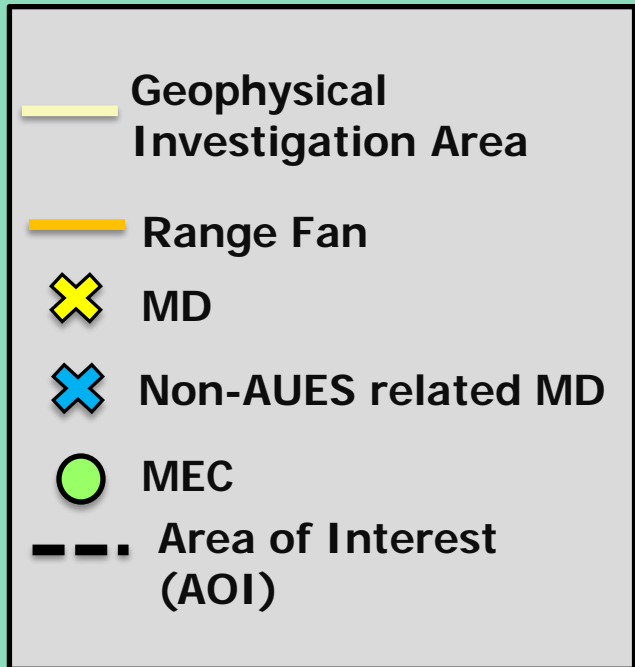 Geophysical
Investigation Area
Range Fan
MD
Non-AUES related MD
MEC
Area of Interest
(AOI)